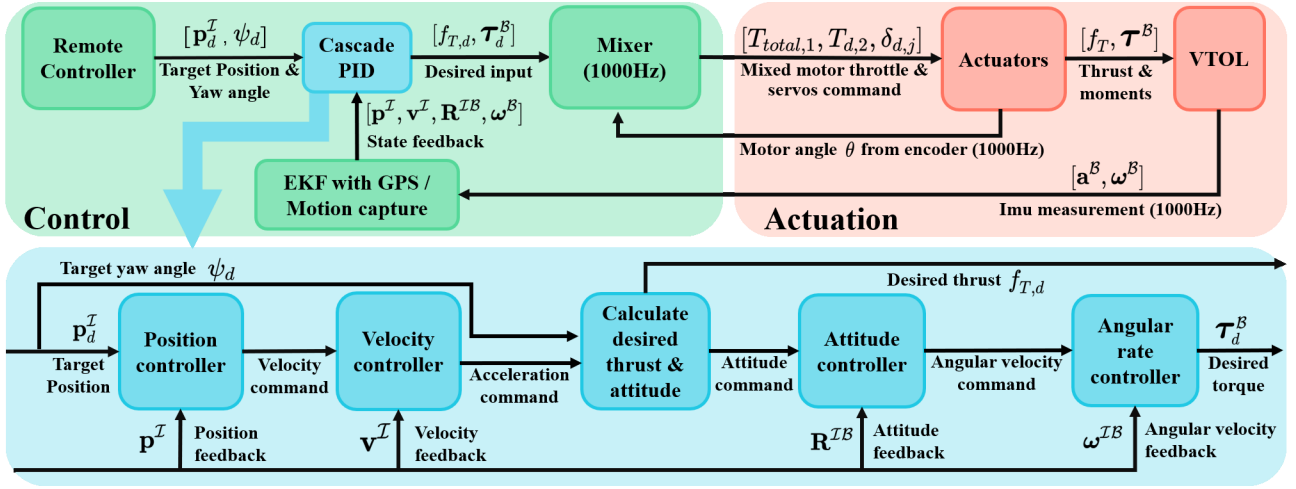 Remote
Controller
[p_d^I, ψ_d]
Target Position &
Yaw angle
Cascade
PID
[f_{T,d}, τ_d^B]
Desired input
Mixer
(1000Hz)
[T_{total,1}, T_{d,2}, δ_{d,j}]
Mixed motor throttle &
servos command
Actuators
[f_T, τ^B]
Thrust &
moments
VTOL
[p^I, v^I, R^{IB}, ω^B]
State feedback
Motor angle θ from encoder (1000Hz)
EKF with GPS /
Motion capture
[a^B, ω^B]
Imu measurement (1000Hz)
Control
Actuation
Target yaw angle ψ_d
Desired thrust f_{T,d}
p_d^I
Target
Position
Position
controller
Velocity
command
Velocity
controller
Acceleration
command
Calculate
desired
thrust &
attitude
Attitude
command
Attitude
controller
Angular velocity
command
Angular
rate
controller
τ_d^B
Desired
torque
p^I
Position
feedback
v^I
Velocity
feedback
R^{IB}
Attitude
feedback
ω^{IB}
Angular velocity
feedback